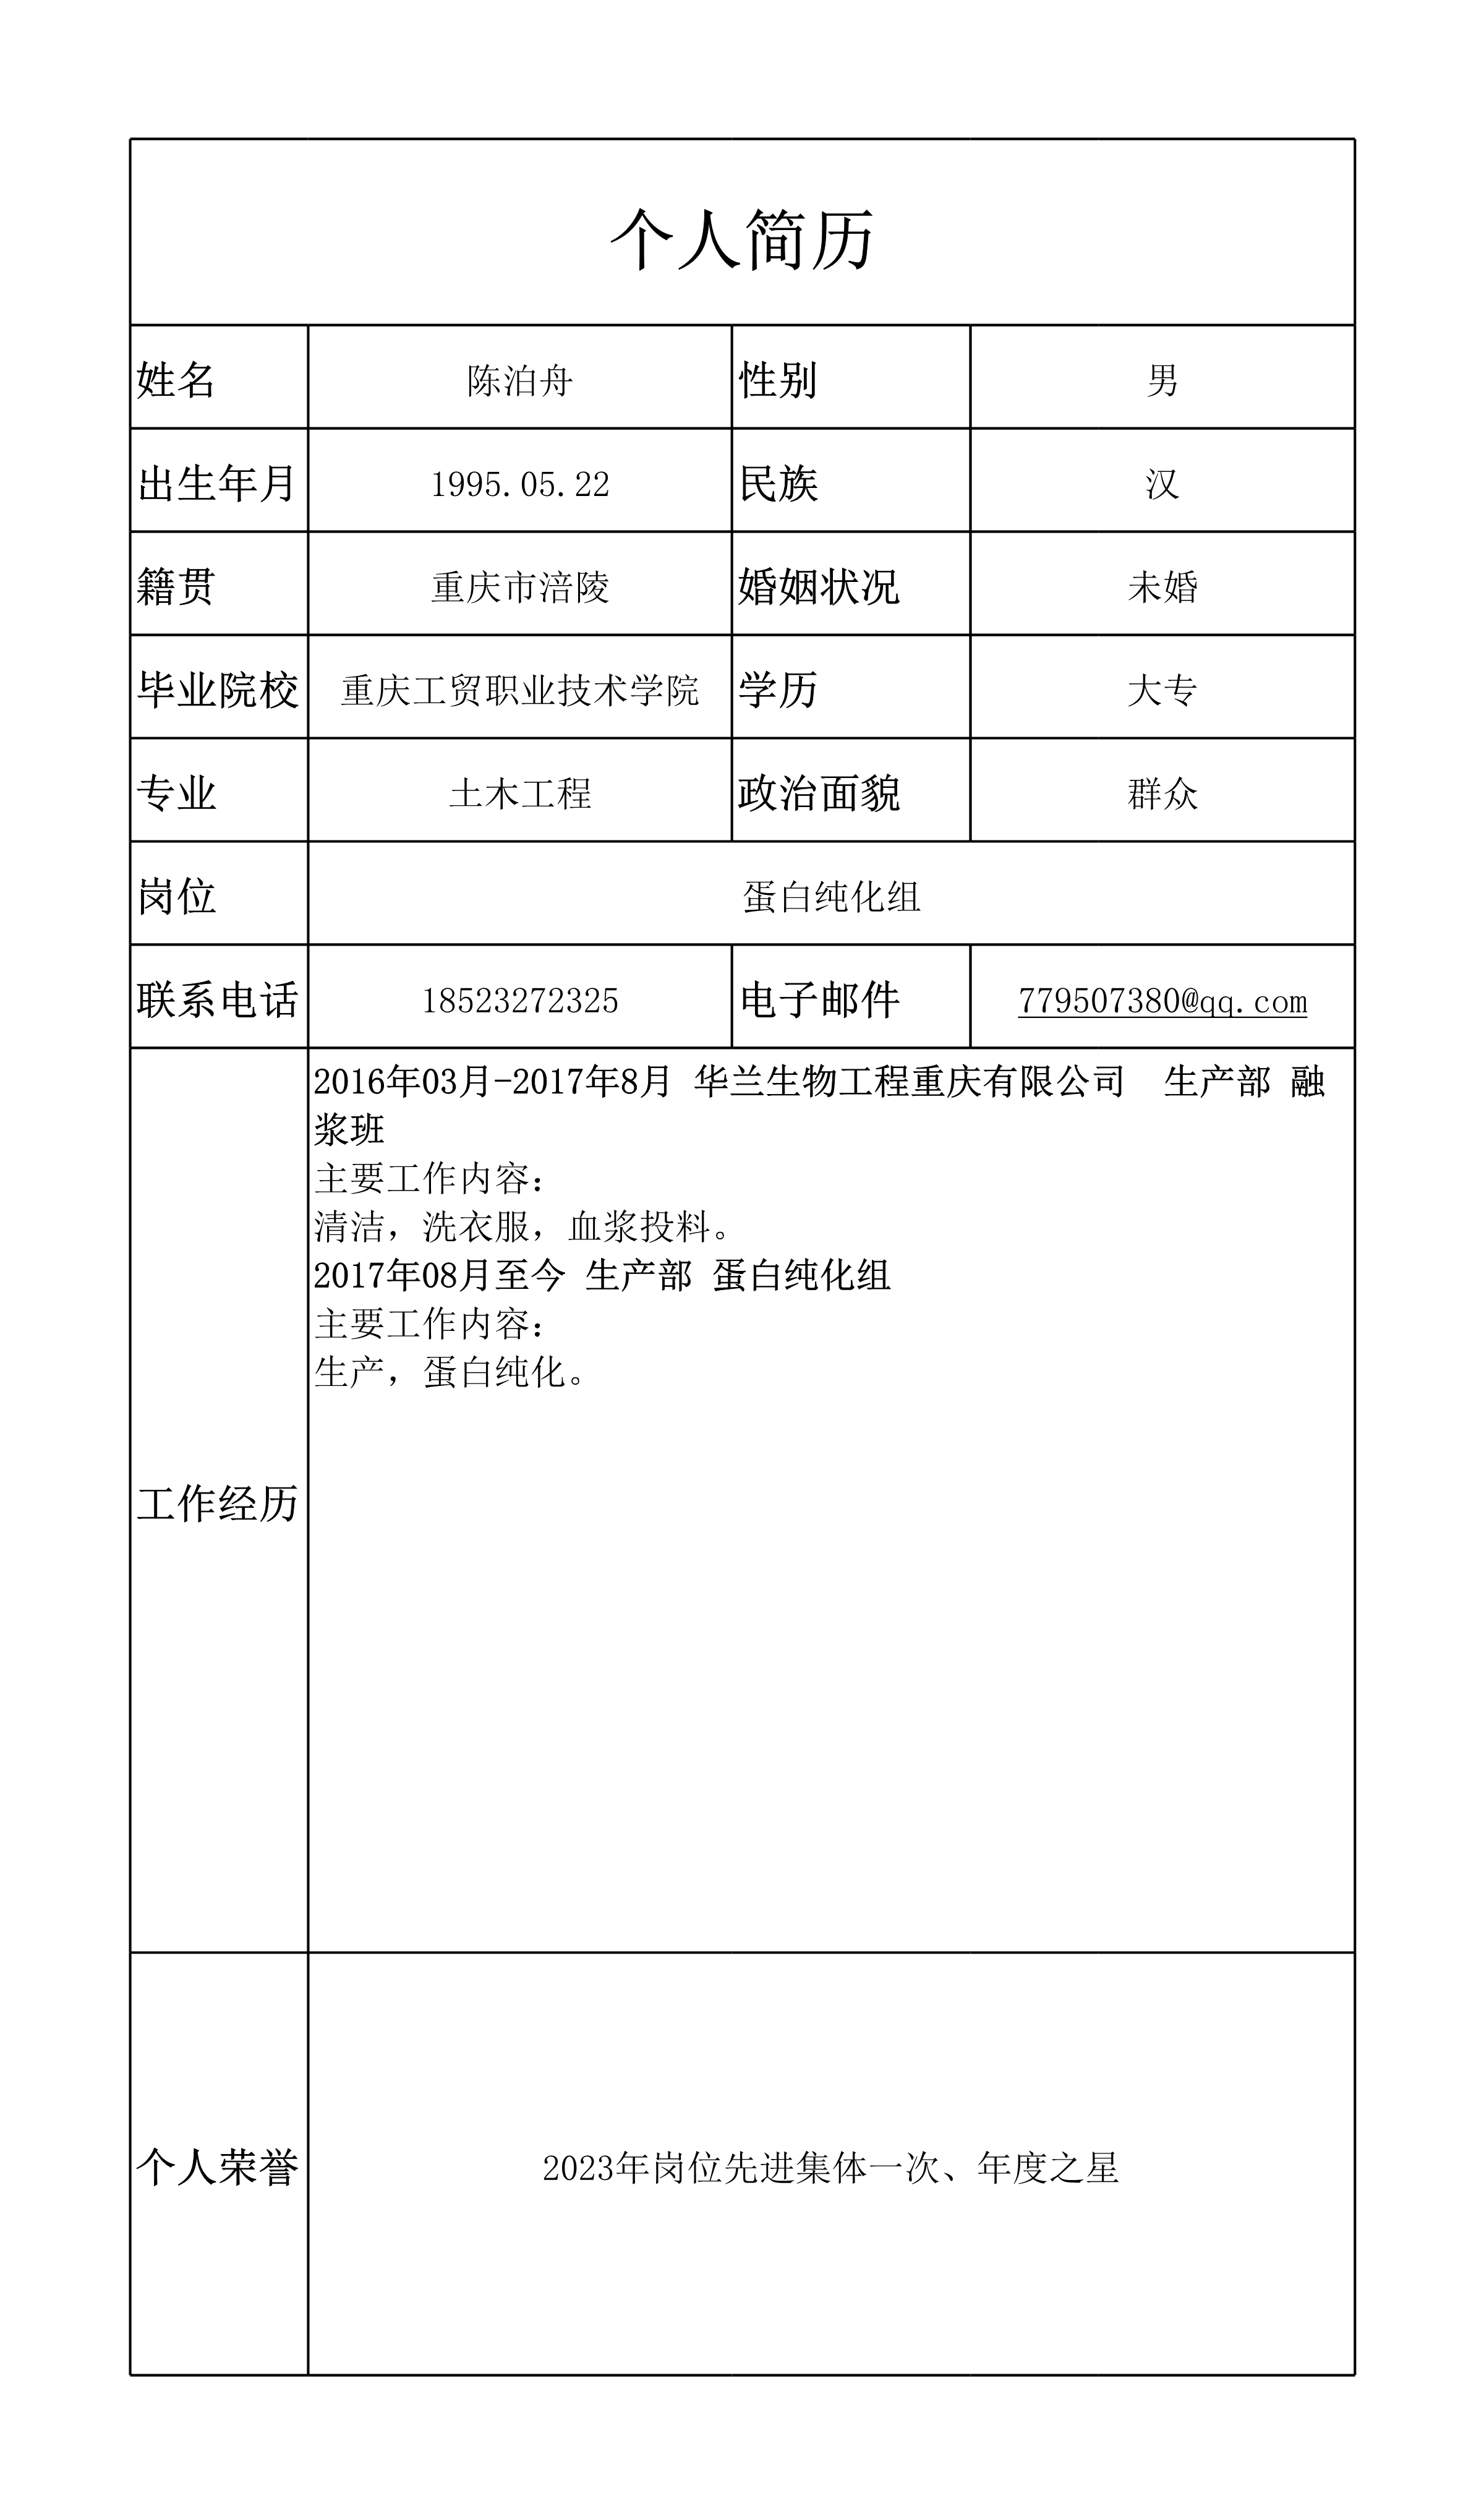 个人简历
姓名 陈泊舟 性别 男
出生年月 1995.05.22 民族 汉
籍贯 重庆市涪陵 婚姻状况 未婚
毕业院校 重庆工贸职业技术学院 学历 大专
专业 土木工程 政治面貌 群众
岗位 蛋白纯化组
联系电话 18523272325 电子邮件 779507380@qq.com
2016年03月-2017年8月 华兰生物工程重庆有限公司  生产部 融
浆班
主要工作内容：
清洁，洗衣服，血浆投料。
2017年08月至今 生产部 蛋白纯化组
主要工作内容：
生产，蛋白纯化。
工作经历
个人荣誉 2023年岗位先进集体一次、年度之星